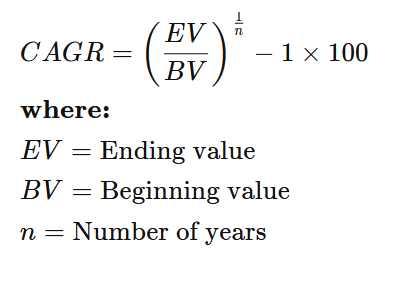 CAGR = (EV/BV)^(1/n) − 1 × 100
where:
EV = Ending value
BV = Beginning value
n = Number of years